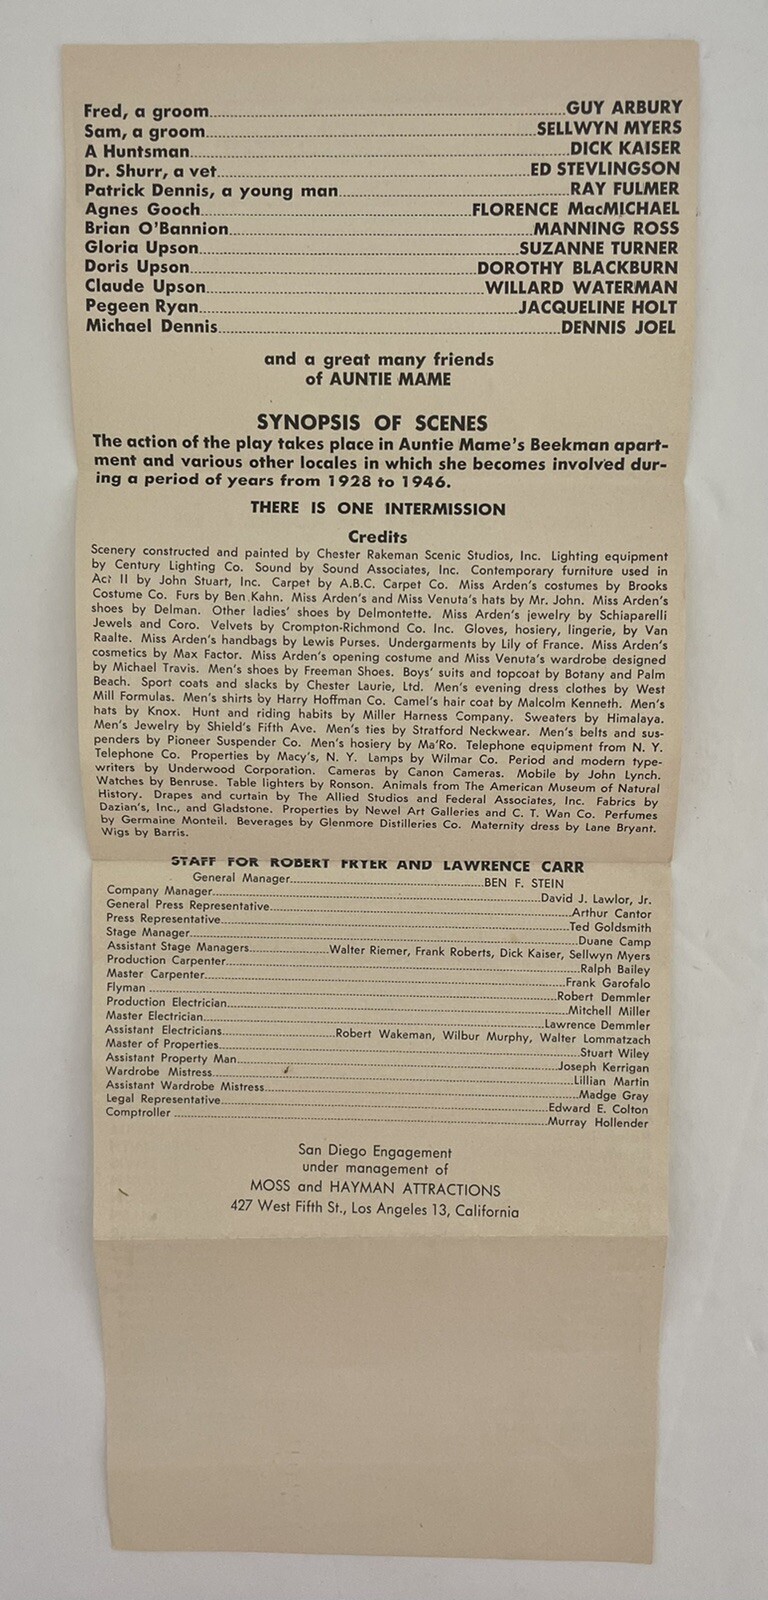 Fred, a groom........GUY ARBURY
Sam, a groom........SELLWYN MYERS
A Huntsman........DICK KAISER
Dr. Shurr, a vet........ED STEVLINGSON
Patrick Dennis, a young man........RAY FULMER
Agnes Gooch........FLORENCE MacMICHAEL
Brian O'Bannion........MANNING ROSS
Gloria Upson........SUZANNE TURNER
Doris Upson........DOROTHY BLACKBURN
Claude Upson........WILLARD WATERMAN
Pegeen Ryan........JACQUELINE HOLT
Michael Dennis........DENNIS JOEL
and a great many friends
of AUNTIE MAME
SYNOPSIS OF SCENES
The action of the play takes place in Auntie Mame's Beekman apart-
ment and various other locales in which she becomes involved dur-
ing a period of years from 1928 to 1946.
THERE IS ONE INTERMISSION
Credits
Scenery constructed and painted by Chester Rakeman Scenic Studios, Inc. Lighting equipment
by Century Lighting Co. Sound by Sound Associates, Inc. Contemporary furniture used in
Act II by John Stuart, Inc. Carpet by A.B.C. Carpet Co. Miss Arden's costumes by Brooks
Costume Co. Furs by Ben Kahn. Miss Arden's and Miss Venuta's hats by Mr. John. Miss Arden's
shoes by Delman. Other ladies' shoes by Delmontette. Miss Arden's jewelry by Schiaparelli
Jewels and Coro. Velvets by Crompton-Richmond Co. Inc. Gloves, hosiery, lingerie, by Van
Raalte. Miss Arden's handbags by Lewis Purses. Undergarments by Lily of France. Miss Arden's
cosmetics by Max Factor. Miss Arden's opening costume and Miss Venuta's wardrobe designed
by Michael Travis. Men's shoes by Freeman Shoes. Boys' suits and topcoat by Botany and Palm
Beach. Sport coats and slacks by Chester Laurie, Ltd. Men's evening dress clothes by West
Mill Formulas. Men's shirts by Harry Hoffman Co. Camel's hair coat by Malcolm Kenneth. Men's
hats by Knox. Hunt and riding habits by Miller Harness Company. Sweaters by Himalaya.
Men's Jewelry by Shield's Fifth Ave. Men's ties by Stratford Neckwear. Men's belts and sus-
penders by Pioneer Suspender Co. Men's hosiery by Ma'Ro. Telephone equipment from N. Y.
Telephone Co. Properties by Macy's, N. Y. Lamps by Wilmar Co. Period and modern type-
writers by Underwood Corporation. Cameras by Canon Cameras. Mobile by John Lynch.
Watches by Benruse. Table lighters by Ronson. Animals from The American Museum of Natural
History. Drapes and curtain by The Allied Studios and Federal Associates, Inc. Fabrics by
Dazian's, Inc., and Gladstone. Properties by Newel Art Galleries and C. T. Wan Co. Perfumes
by Germaine Monteil. Beverages by Glenmore Distilleries Co. Maternity dress by Lane Bryant.
Wigs by Barris.
STAFF FOR ROBERT FRYER AND LAWRENCE CARR
General Manager........BEN F. STEIN
Company Manager........David J. Lawlor, Jr.
General Press Representative........Arthur Cantor
Press Representative........Ted Goldsmith
Stage Manager........Duane Camp
Assistant Stage Managers........Walter Riemer, Frank Roberts, Dick Kaiser, Sellwyn Myers
Production Carpenter........Ralph Bailey
Master Carpenter........Frank Garofalo
Flyman........Robert Demmler
Production Electrician........Mitchell Miller
Master Electrician........Lawrence Demmler
Assistant Electricians........Robert Wakeman, Wilbur Murphy, Walter Lommatzach
Master of Properties........Stuart Wiley
Assistant Property Man........Joseph Kerrigan
Wardrobe Mistress........Lillian Martin
Assistant Wardrobe Mistress........Madge Gray
Legal Representative........Edward E. Colton
Comptroller........Murray Hollender
San Diego Engagement
under management of
MOSS and HAYMAN ATTRACTIONS
427 West Fifth St., Los Angeles 13, California